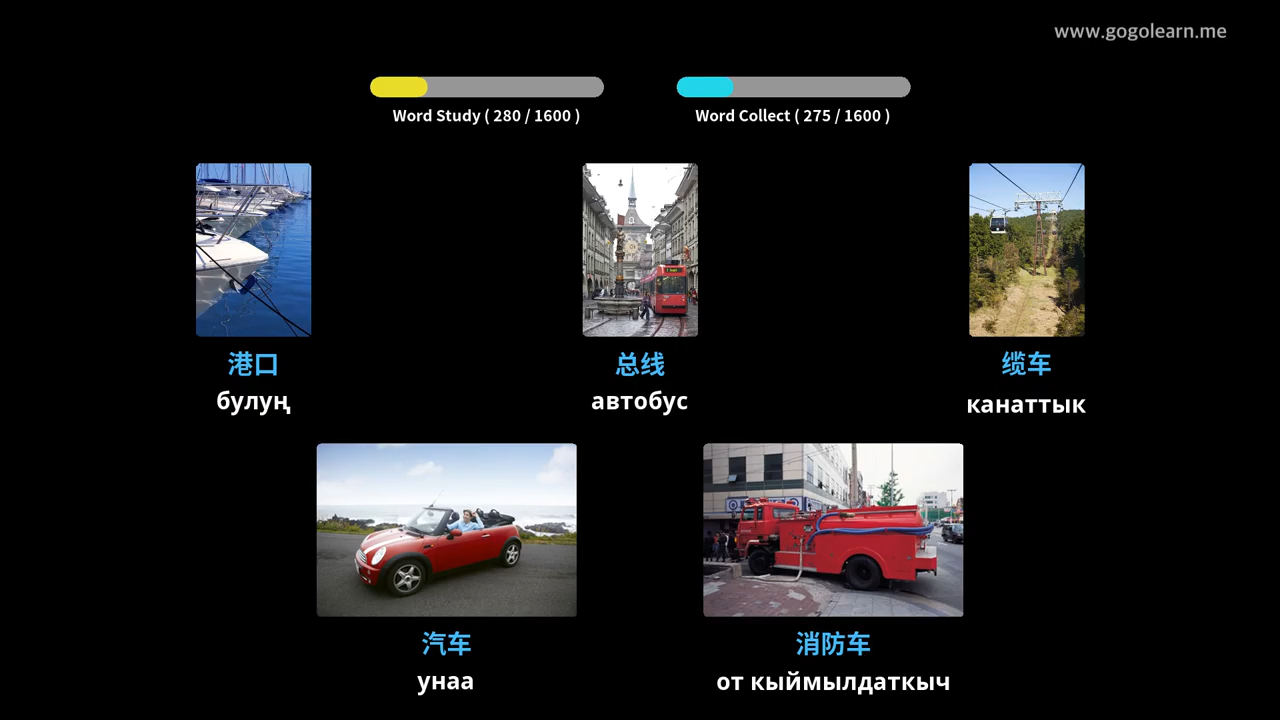 www.gogolearn.me
Word Study ( 280 / 1600 )
Word Collect ( 275 / 1600 )
港口
булуң
总线
автобус
缆车
канаттык
汽车
унаа
消防车
от кыймылдаткыч